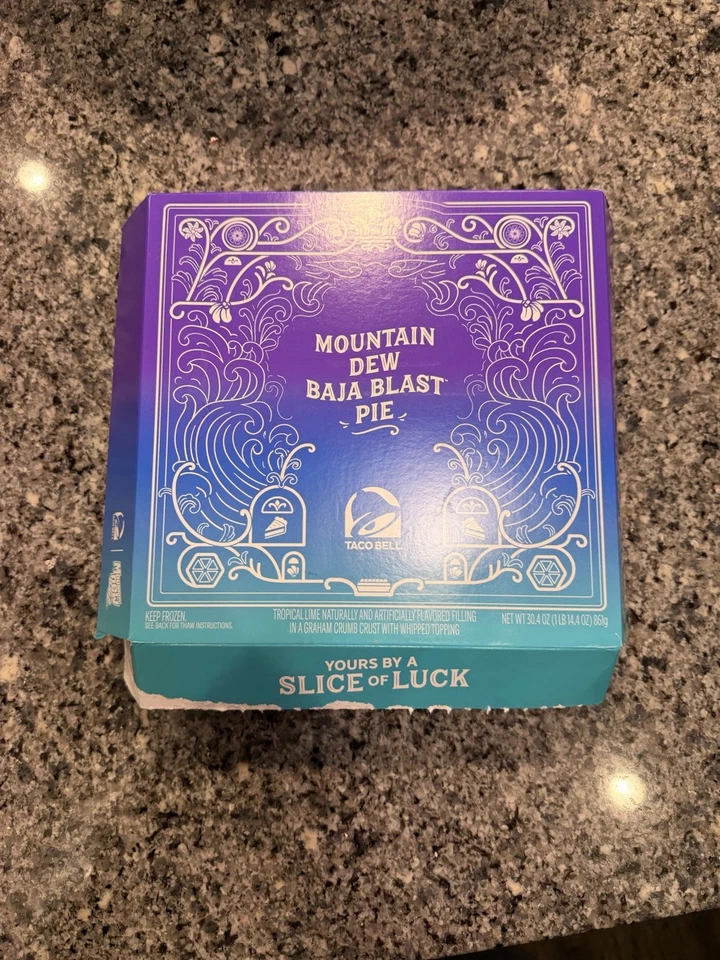 MOUNTAIN
DEW
BAJA BLAST
PIE
TACO BELL
KEEP FROZEN.
SEE BACK FOR THAW INSTRUCTIONS.
TROPICAL LIME NATURALLY AND ARTIFICIALLY FLAVORED FILLING
IN A GRAHAM CRUMB CRUST WITH WHIPPED TOPPING
NET WT 30.4 OZ (1 LB 14.4 OZ) 861g
YOURS BY A
SLICE OF LUCK